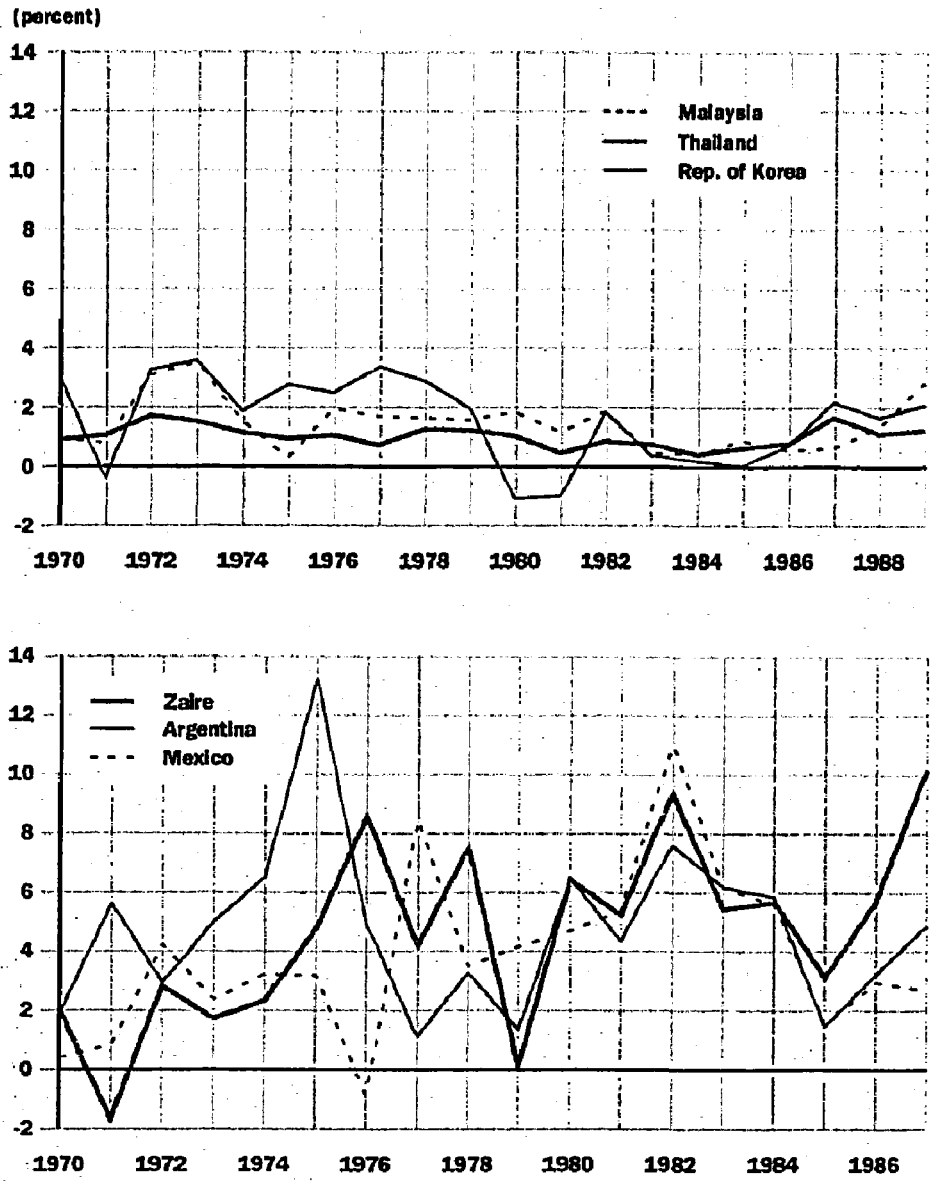 (percent)
14
12
10
8
6
4
2
0
-2
Malaysia
Thailand
Rep. of Korea
1970 1972 1974 1976 1978 1980 1982 1984 1986 1988
14
12
10
8
6
4
2
0
-2
Zaire
Argentina
Mexico
1970 1972 1974 1976 1978 1980 1982 1984 1986